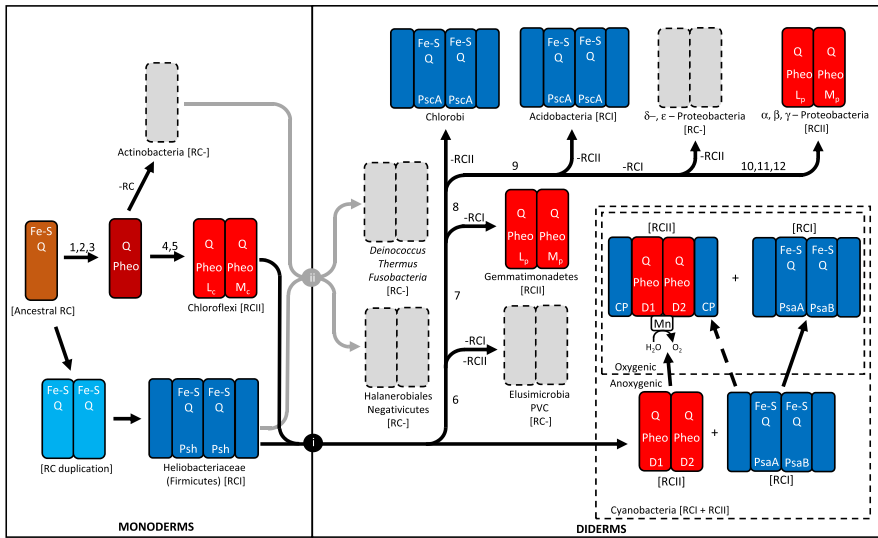 Fe-S
Q
[Ancestral RC]
1,2,3
Q
Pheo
-RC
Actinobacteria [RC-]
4,5
Q Q
Pheo Pheo
Lc Mc
Chloroflexi [RCII]
Fe-S Fe-S
Q Q
[RC duplication]
Fe-S Fe-S
Q Q
Psh Psh
Heliobacteriaceae
(Firmicutes) [RCI]
MONODERMS
i
ii
Deinococcus
Thermus
Fusobacteria
[RC-]
Halanerobiales
Negativicutes
[RC-]
Fe-S Fe-S
Q Q
PscA PscA
Chlorobi
Fe-S Fe-S
Q Q
PscA PscA
Acidobacteria [RCI]
δ–, ε – Proteobacteria
[RC-]
Q Q
Pheo Pheo
Lp Mp
α, β, γ – Proteobacteria
[RCII]
-RCII
9
-RCII
-RCI
-RCII
10,11,12
8
-RCI
Q Q
Pheo Pheo
Lp Mp
Gemmatimonadetes
[RCII]
7
-RCI
-RCII
6
Elusimicrobia
PVC
[RC-]
[RCII]
Q Q
Pheo Pheo
CP D1 D2 CP
Mn
H2O O2
+
[RCI]
Fe-S Fe-S
Q Q
PsaA PsaB
Oxygenic
Anoxygenic
Q Q
Pheo Pheo
D1 D2
[RCII]
+
Fe-S Fe-S
Q Q
PsaA PsaB
[RCI]
Cyanobacteria [RCI + RCII]
DIDERMS